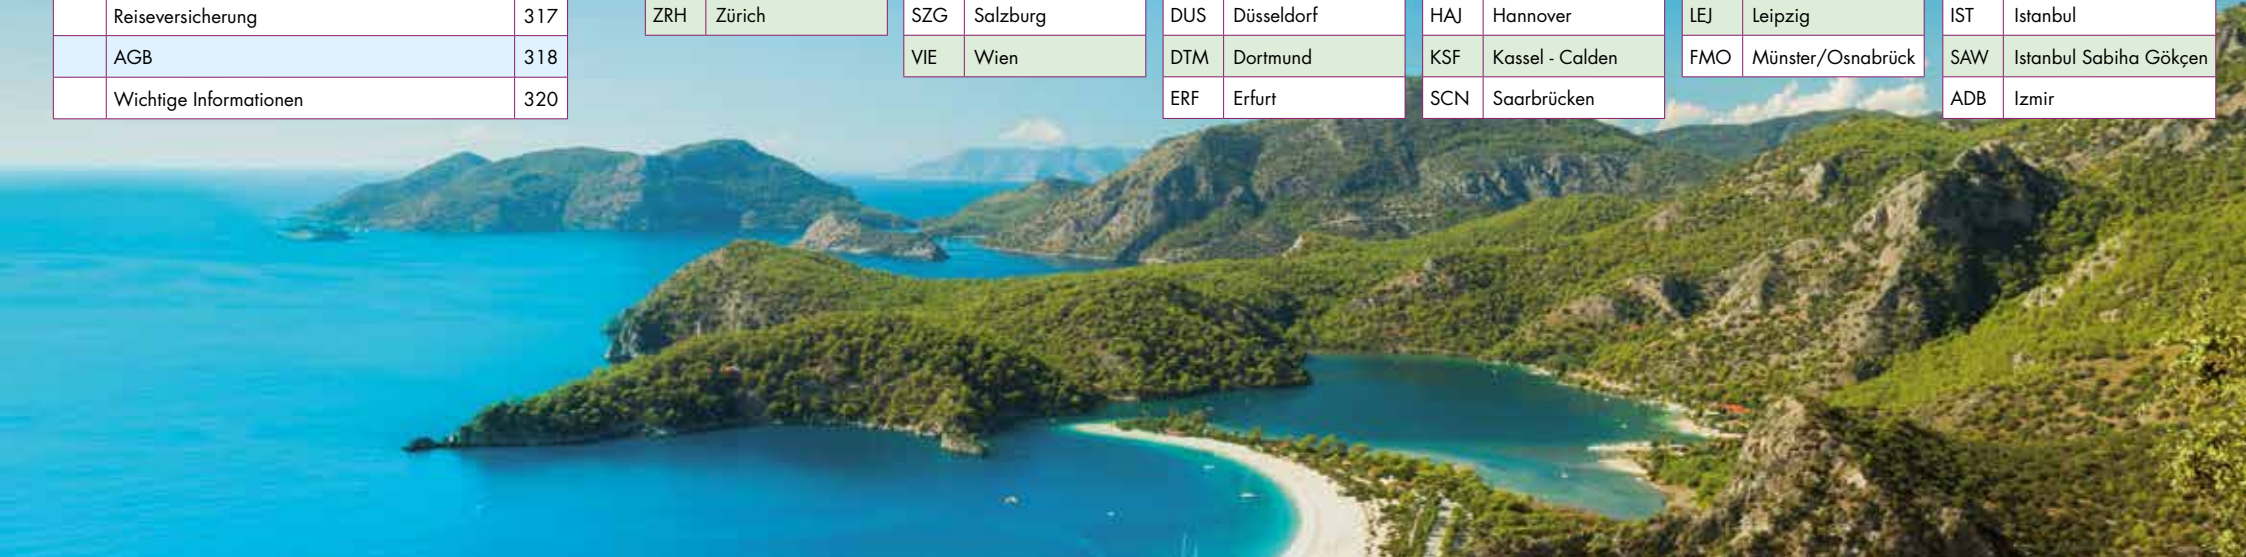 Reiseversicherung 317
AGB 318
Wichtige Informationen 320
ZRH Zürich
SZG Salzburg
VIE Wien
DUS Düsseldorf
DTM Dortmund
ERF Erfurt
HAJ Hannover
KSF Kassel - Calden
SCN Saarbrücken
LEJ Leipzig
FMO Münster/Osnabrück
IST Istanbul
SAW Istanbul Sabiha Gökçen
ADB Izmir